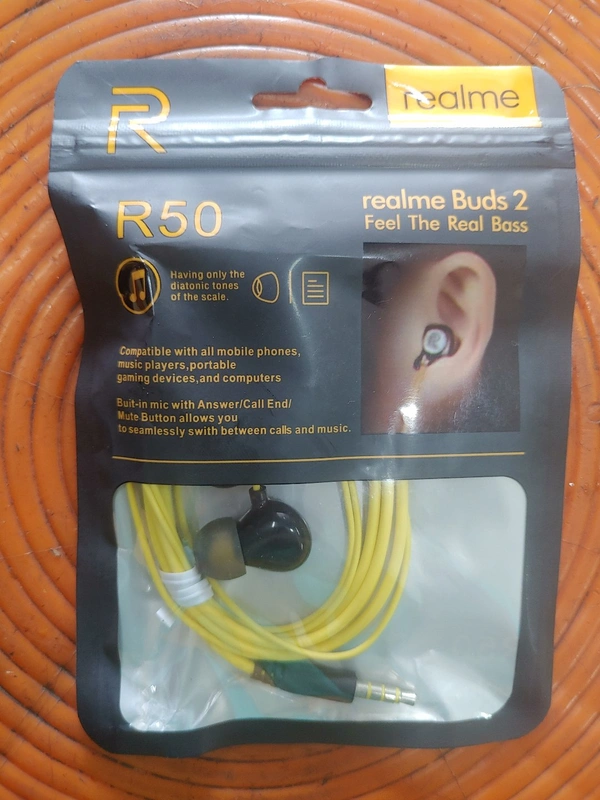 R
realme
R50
realme Buds 2
Feel The Real Bass
Having only the
diatonic tones
of the scale.
Compatible with all mobile phones,
music players,portable
gaming devices,and computers
Buit-in mic with Answer/Call End/
Mute Button allows you
to seamlessly swith between calls and music.